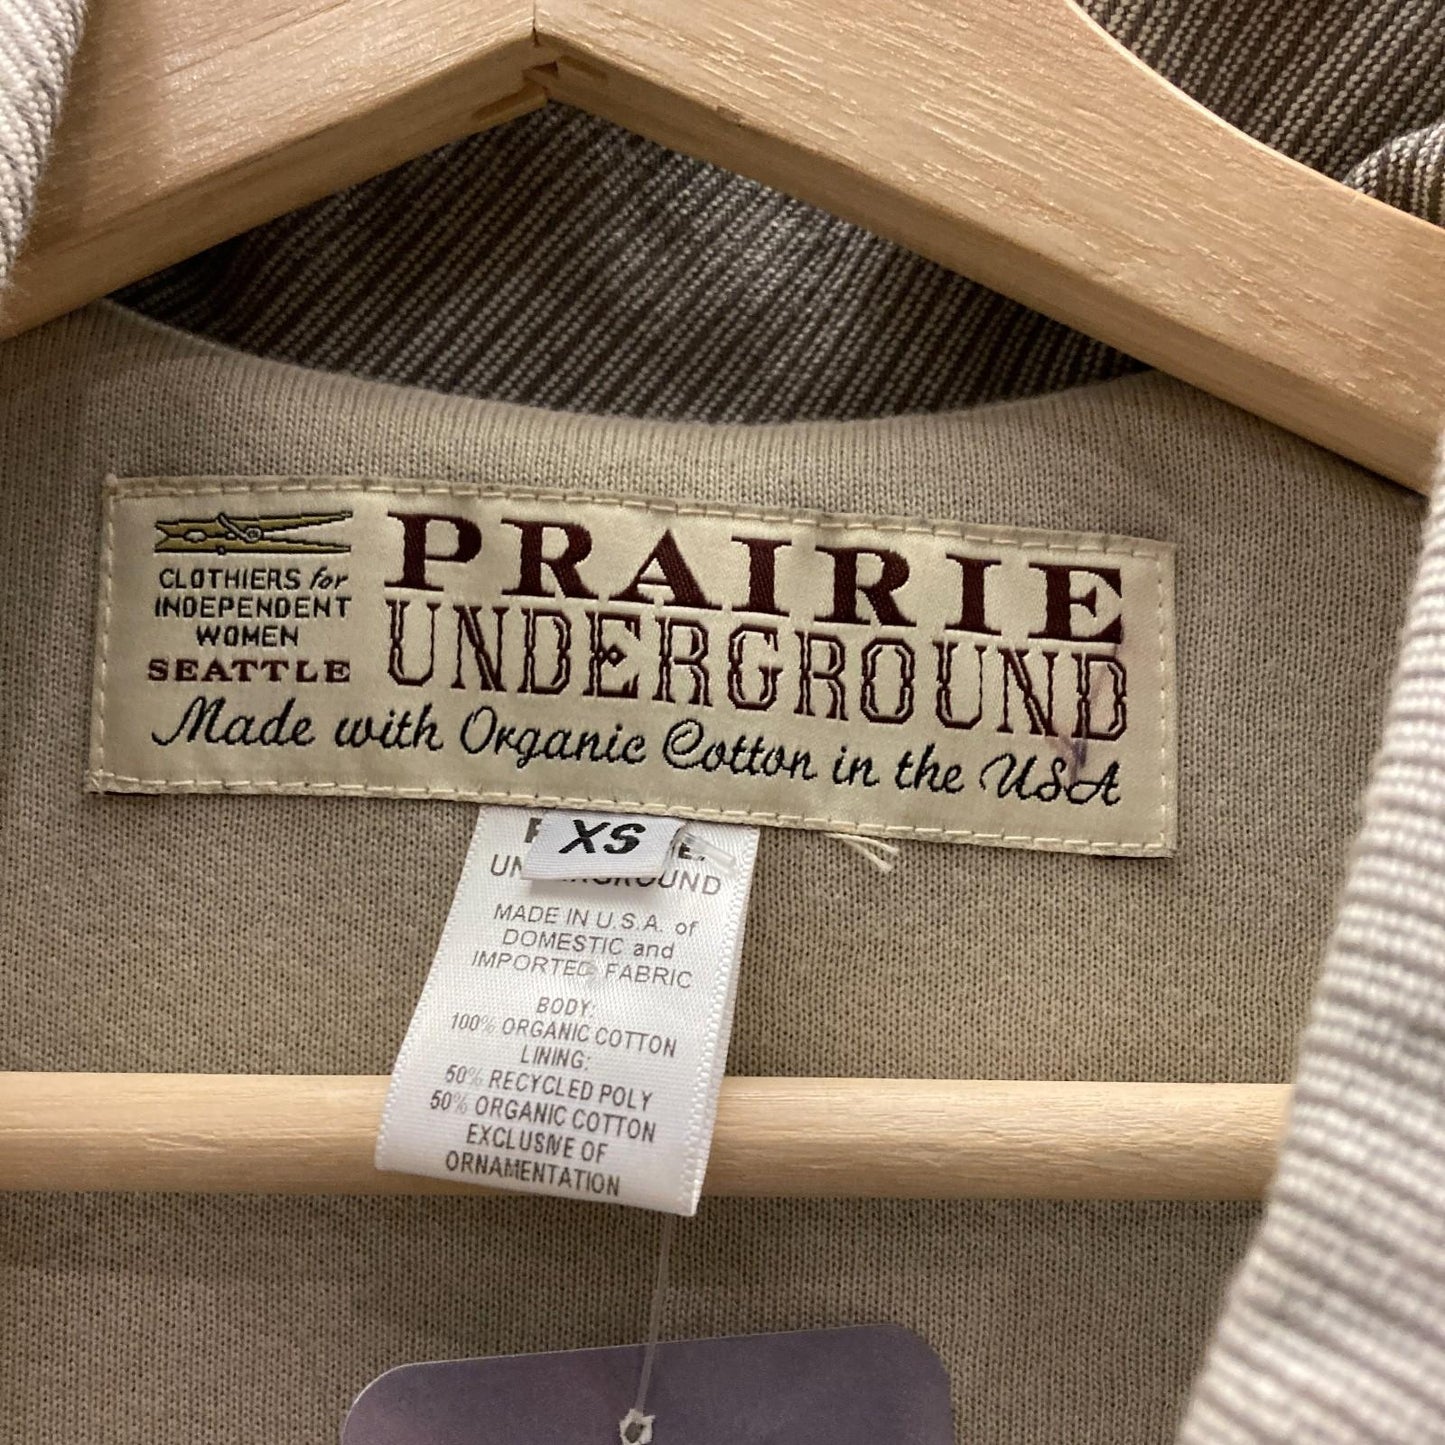 CLOTHIERS for
INDEPENDENT
WOMEN
SEATTLE
PRAIRIE
UNDERGROUND
Made with Organic Cotton in the USA
XS
MADE IN U.S.A. of
DOMESTIC and
IMPORTED FABRIC
BODY:
100% ORGANIC COTTON
LINING:
50% RECYCLED POLY
50% ORGANIC COTTON
EXCLUSIVE OF
ORNAMENTATION